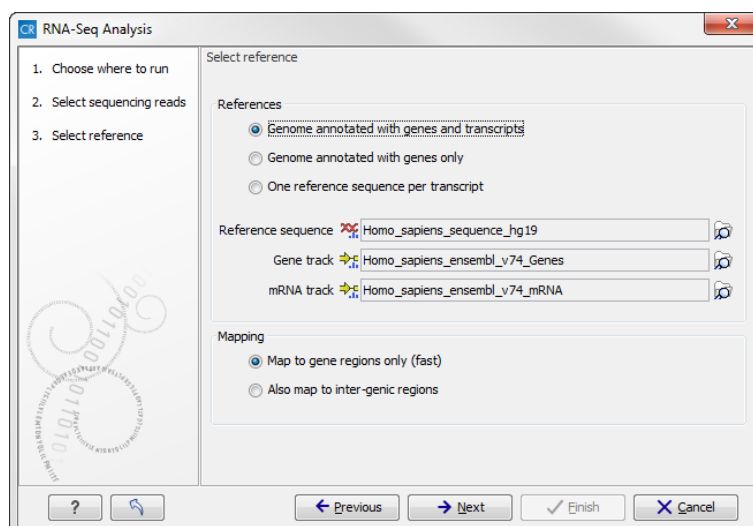 CR RNA-Seq Analysis
1. Choose where to run
2. Select sequencing reads
3. Select reference
Select reference
References
Genome annotated with genes and transcripts
Genome annotated with genes only
One reference sequence per transcript
Reference sequence Homo_sapiens_sequence_hg19
Gene track Homo_sapiens_ensembl_v74_Genes
mRNA track Homo_sapiens_ensembl_v74_mRNA
Mapping
Map to gene regions only (fast)
Also map to inter-genic regions
? Previous Next Finish Cancel